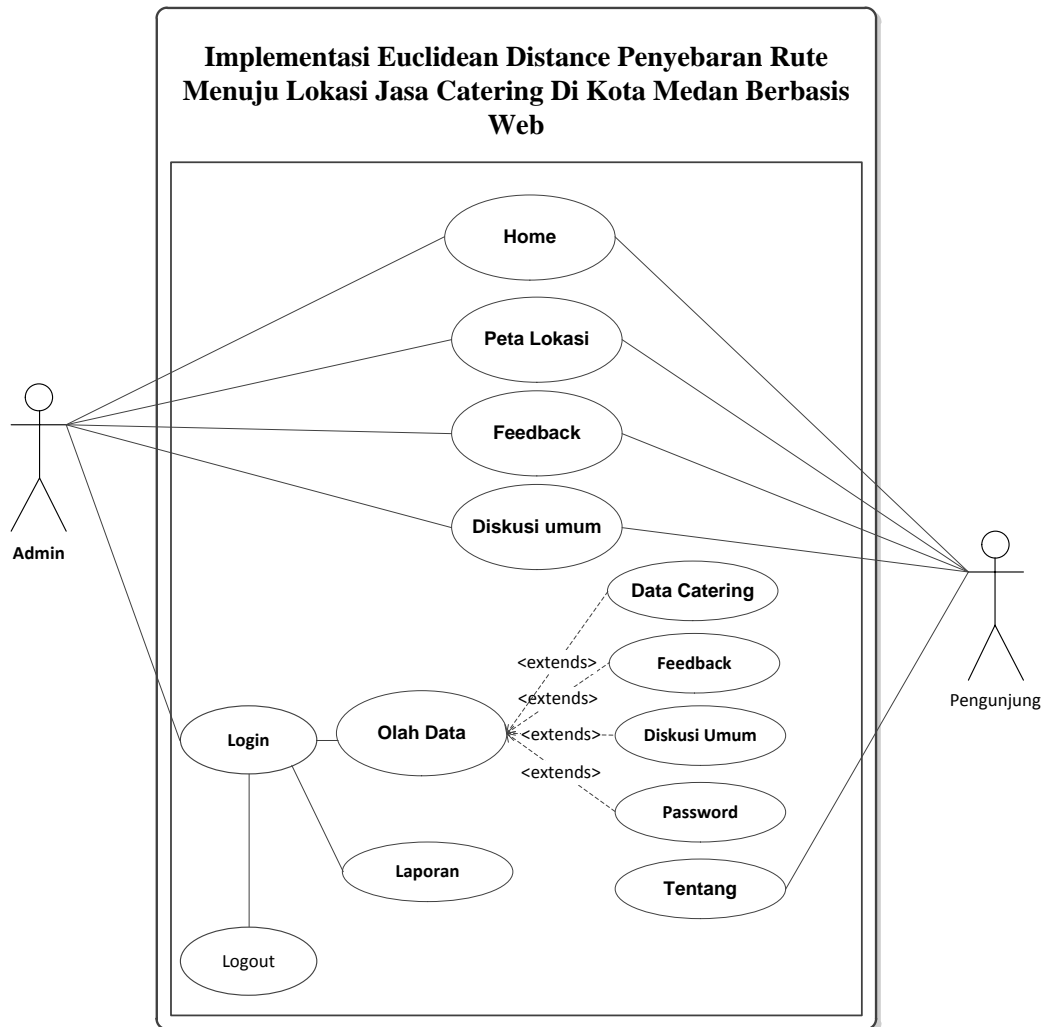 Implementasi Euclidean Distance Penyebaran Rute
Menuju Lokasi Jasa Catering Di Kota Medan Berbasis
Web
Home
Peta Lokasi
Feedback
Diskusi umum
Admin
Data Catering
<extends>
Feedback
<extends>
Pengunjung
Login
Olah Data
<extends>
Diskusi Umum
<extends>
Password
Laporan
Tentang
Logout